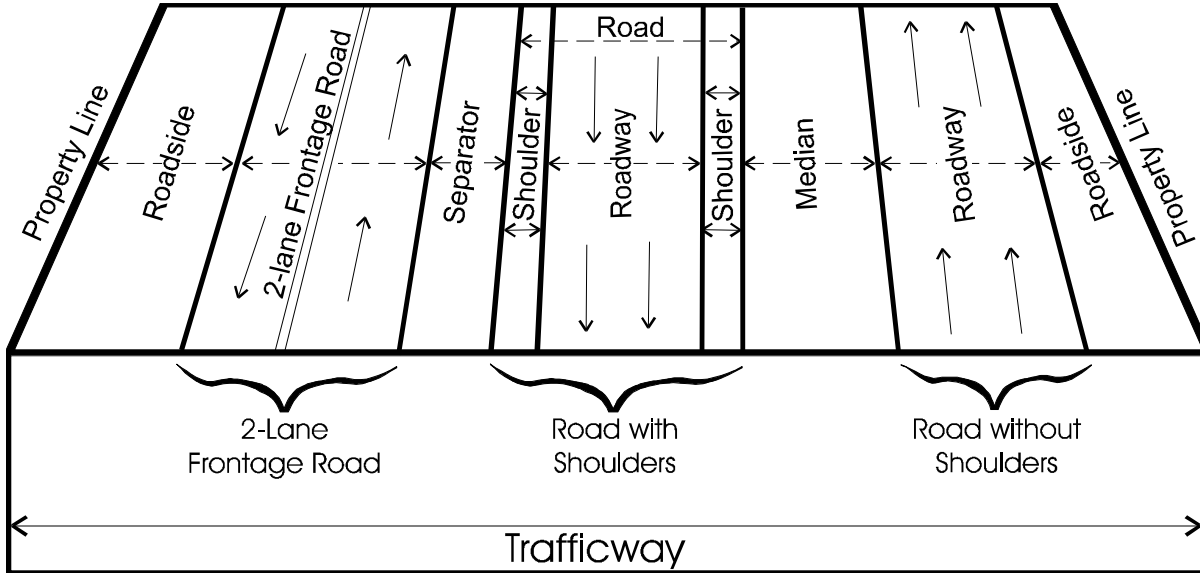 Road
Property Line
Roadside
2-lane Frontage Road
Separator
Shoulder
Roadway
Shoulder
Median
Roadway
Roadside
Property Line
2-Lane
Frontage Road
Road with
Shoulders
Road without
Shoulders
Trafficway